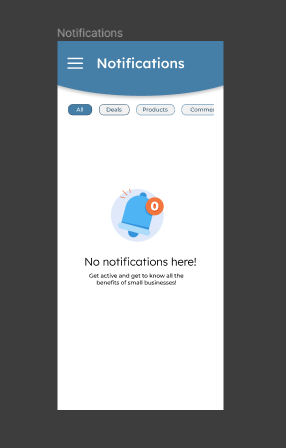 Notifications
Notifications
All
Deals
Products
0
No notifications here!
Get active and get to know all the
benefits of small businesses!